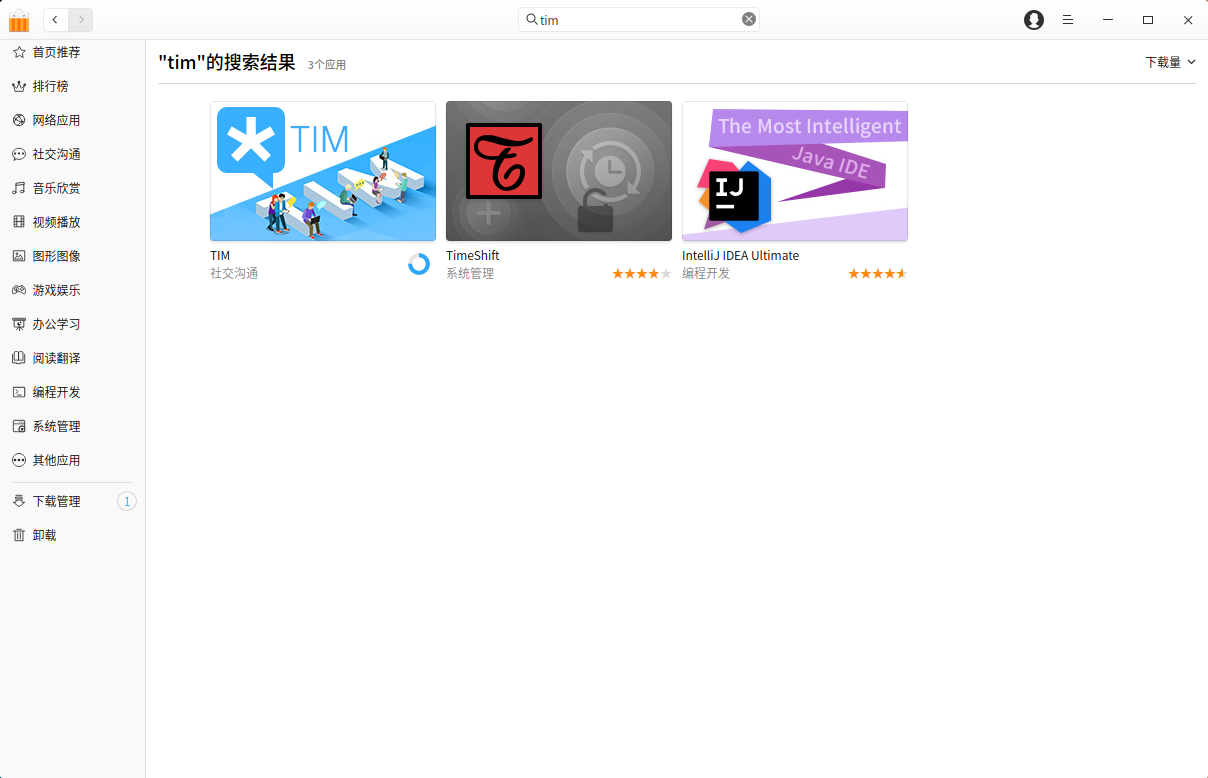 tim
首页推荐
排行榜
网络应用
社交沟通
音乐欣赏
视频播放
图形图像
游戏娱乐
办公学习
阅读翻译
编程开发
系统管理
其他应用
下载管理 1
卸载
"tim"的搜索结果 3个应用
下载量
TIM
TIM
社交沟通
TimeShift
系统管理
The Most Intelligent
Java IDE
IJ
IntelliJ IDEA Ultimate
编程开发